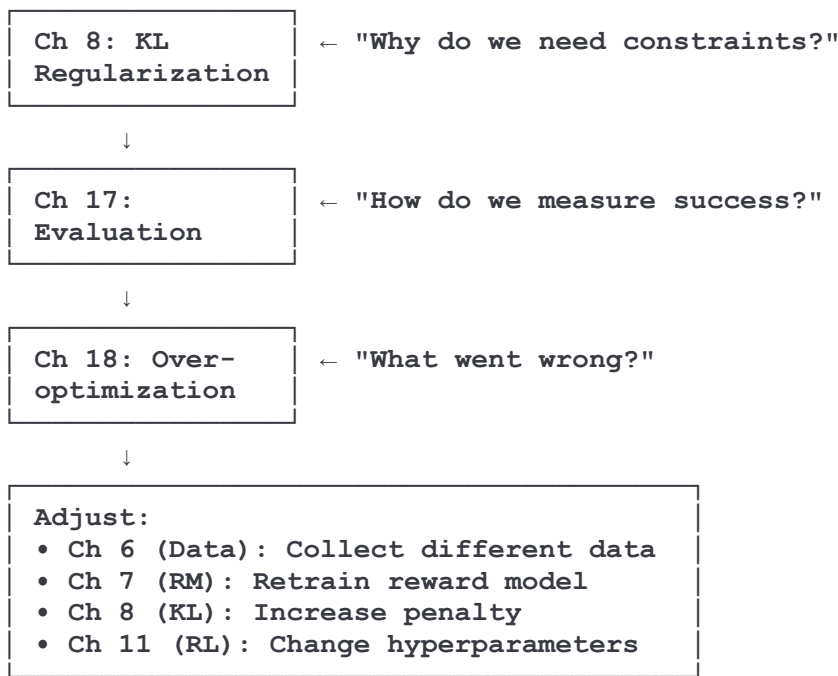 Ch 8: KL ← "Why do we need constraints?"
Regularization
↓
Ch 17: ← "How do we measure success?"
Evaluation
↓
Ch 18: Over- ← "What went wrong?"
optimization
↓
Adjust:
• Ch 6 (Data): Collect different data
• Ch 7 (RM): Retrain reward model
• Ch 8 (KL): Increase penalty
• Ch 11 (RL): Change hyperparameters